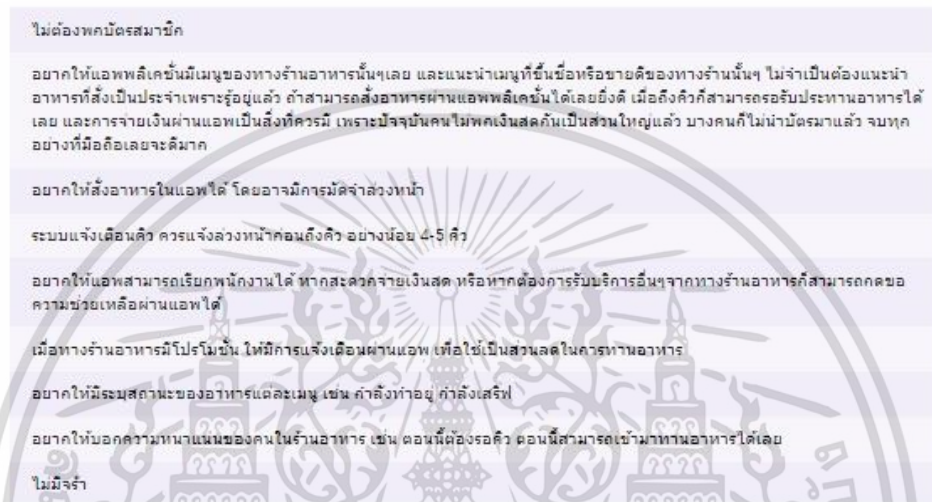 ไม่ต้องพกบัตรสมาชิก
อยากให้แอพพลิเคชั่นมีเมนูของทางร้านอาหารนั้นๆเลย และแนะนำเมนูที่ขึ้นชื่อหรือขายดีของทางร้านนั้นๆ ไม่จำเป็นต้องแนะนำ
อาหารที่สั่งเป็นประจำเพราะรู้อยู่แล้ว ถ้าสามารถสั่งอาหารผ่านแอพพลิเคชั่นได้เลยยิ่งดี เมื่อถึงคิวก็สามารถรอรับประทานอาหารได้
เลย และการจ่ายเงินผ่านแอพเป็นสิ่งที่ควรมี เพราะปัจจุบันคนไม่พกเงินสดกันเป็นส่วนใหญ่แล้ว บางคนก็ไม่นำบัตรมาแล้ว จบทุก
อย่างที่มือถือเลยจะดีมาก
อยากให้สั่งอาหารในแอพได้ โดยอาจมีการมัดจำล่วงหน้า
ระบบแจ้งเตือนคิว ควรแจ้งล่วงหน้าก่อนถึงคิว อย่างน้อย 4-5 คิว
อยากให้แอพสามารถเรียกพนักงานได้ หากสะดวกจ่ายเงินสด หรือหากต้องการรับบริการอื่นๆจากทางร้านอาหารก็สามารถกดขอ
ความช่วยเหลือผ่านแอพได้
เมื่อทางร้านอาหารมีโปรโมชั่น ให้มีการแจ้งเตือนผ่านแอพ เพื่อใช้เป็นส่วนลดในการทานอาหาร
อยากให้มีระบุสถานะของอาหารแต่ละเมนู เช่น กำลังทำอยู่ กำลังเสริฟ
อยากให้บอกความหนาแน่นของคนในร้านอาหาร เช่น ตอนนี้ต้องรอคิว ตอนนี้สามารถเข้ามาทานอาหารได้เลย
ไม่มีจร้า